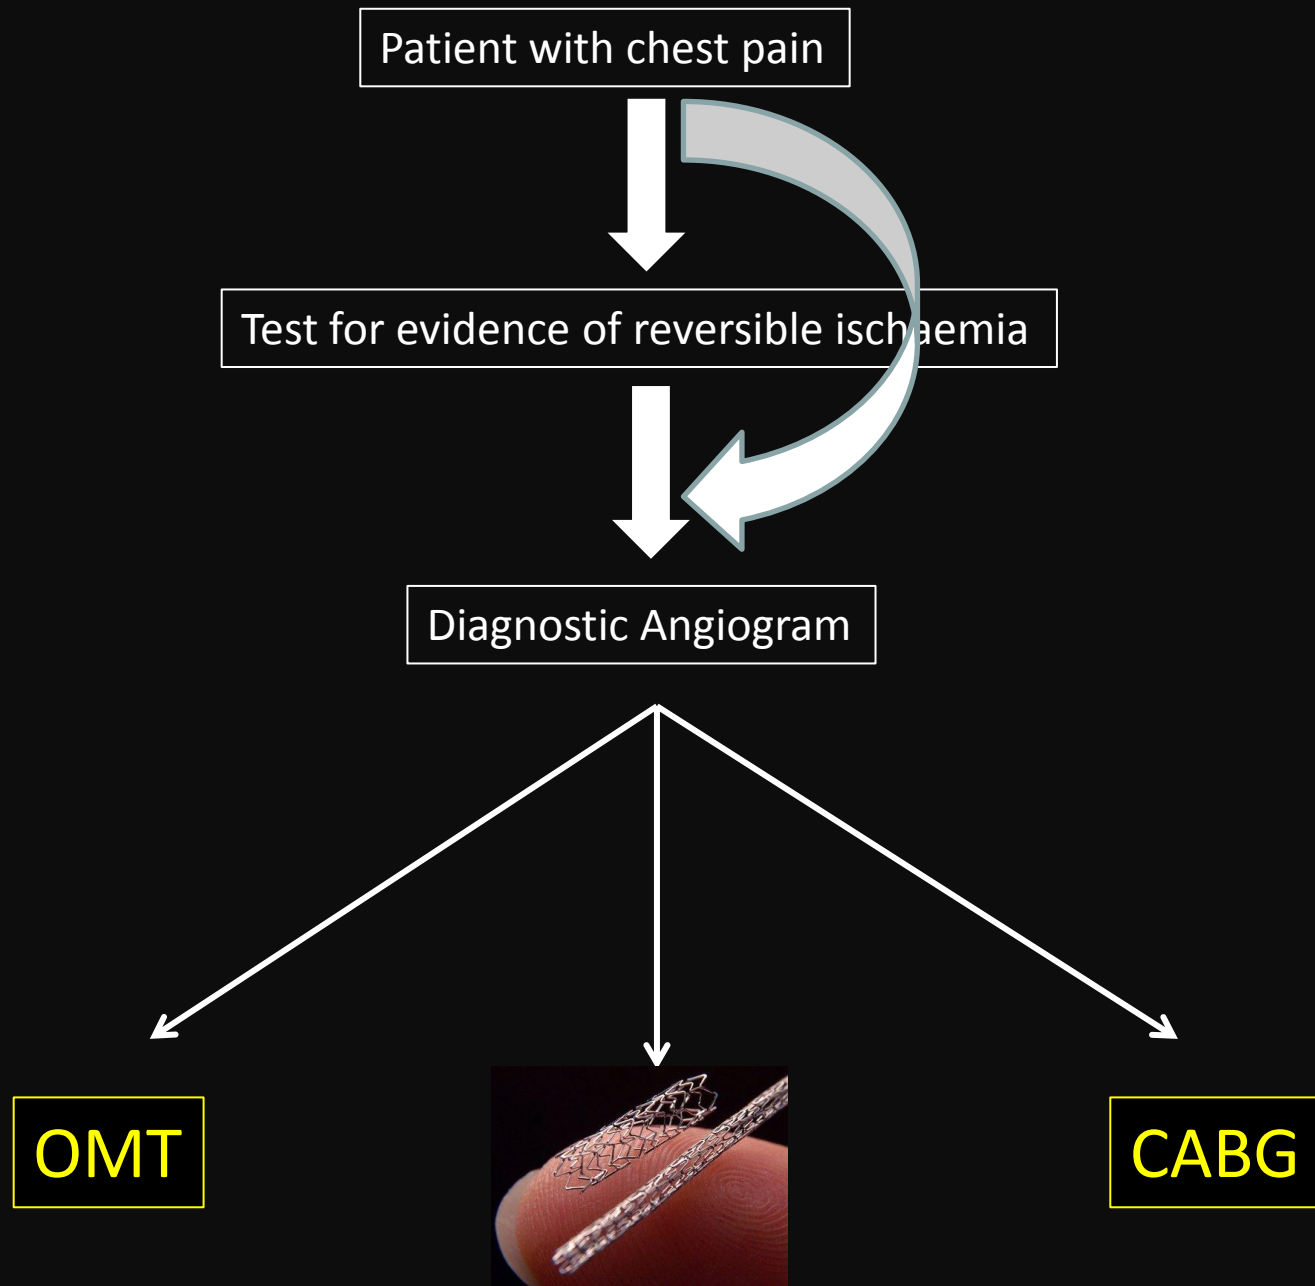 Patient with chest pain
Test for evidence of reversible ischaemia
Diagnostic Angiogram
OMT
CABG